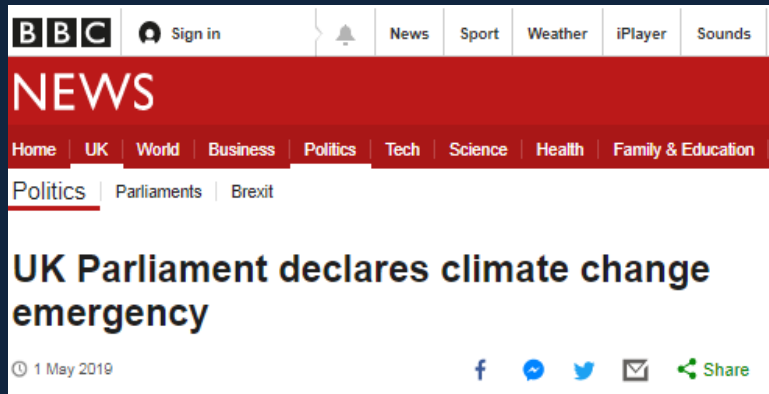 BBC Sign in News Sport Weather iPlayer Sounds
NEWS
Home UK World Business Politics Tech Science Health Family & Education
Politics Parliaments Brexit
UK Parliament declares climate change
emergency
1 May 2019 Share